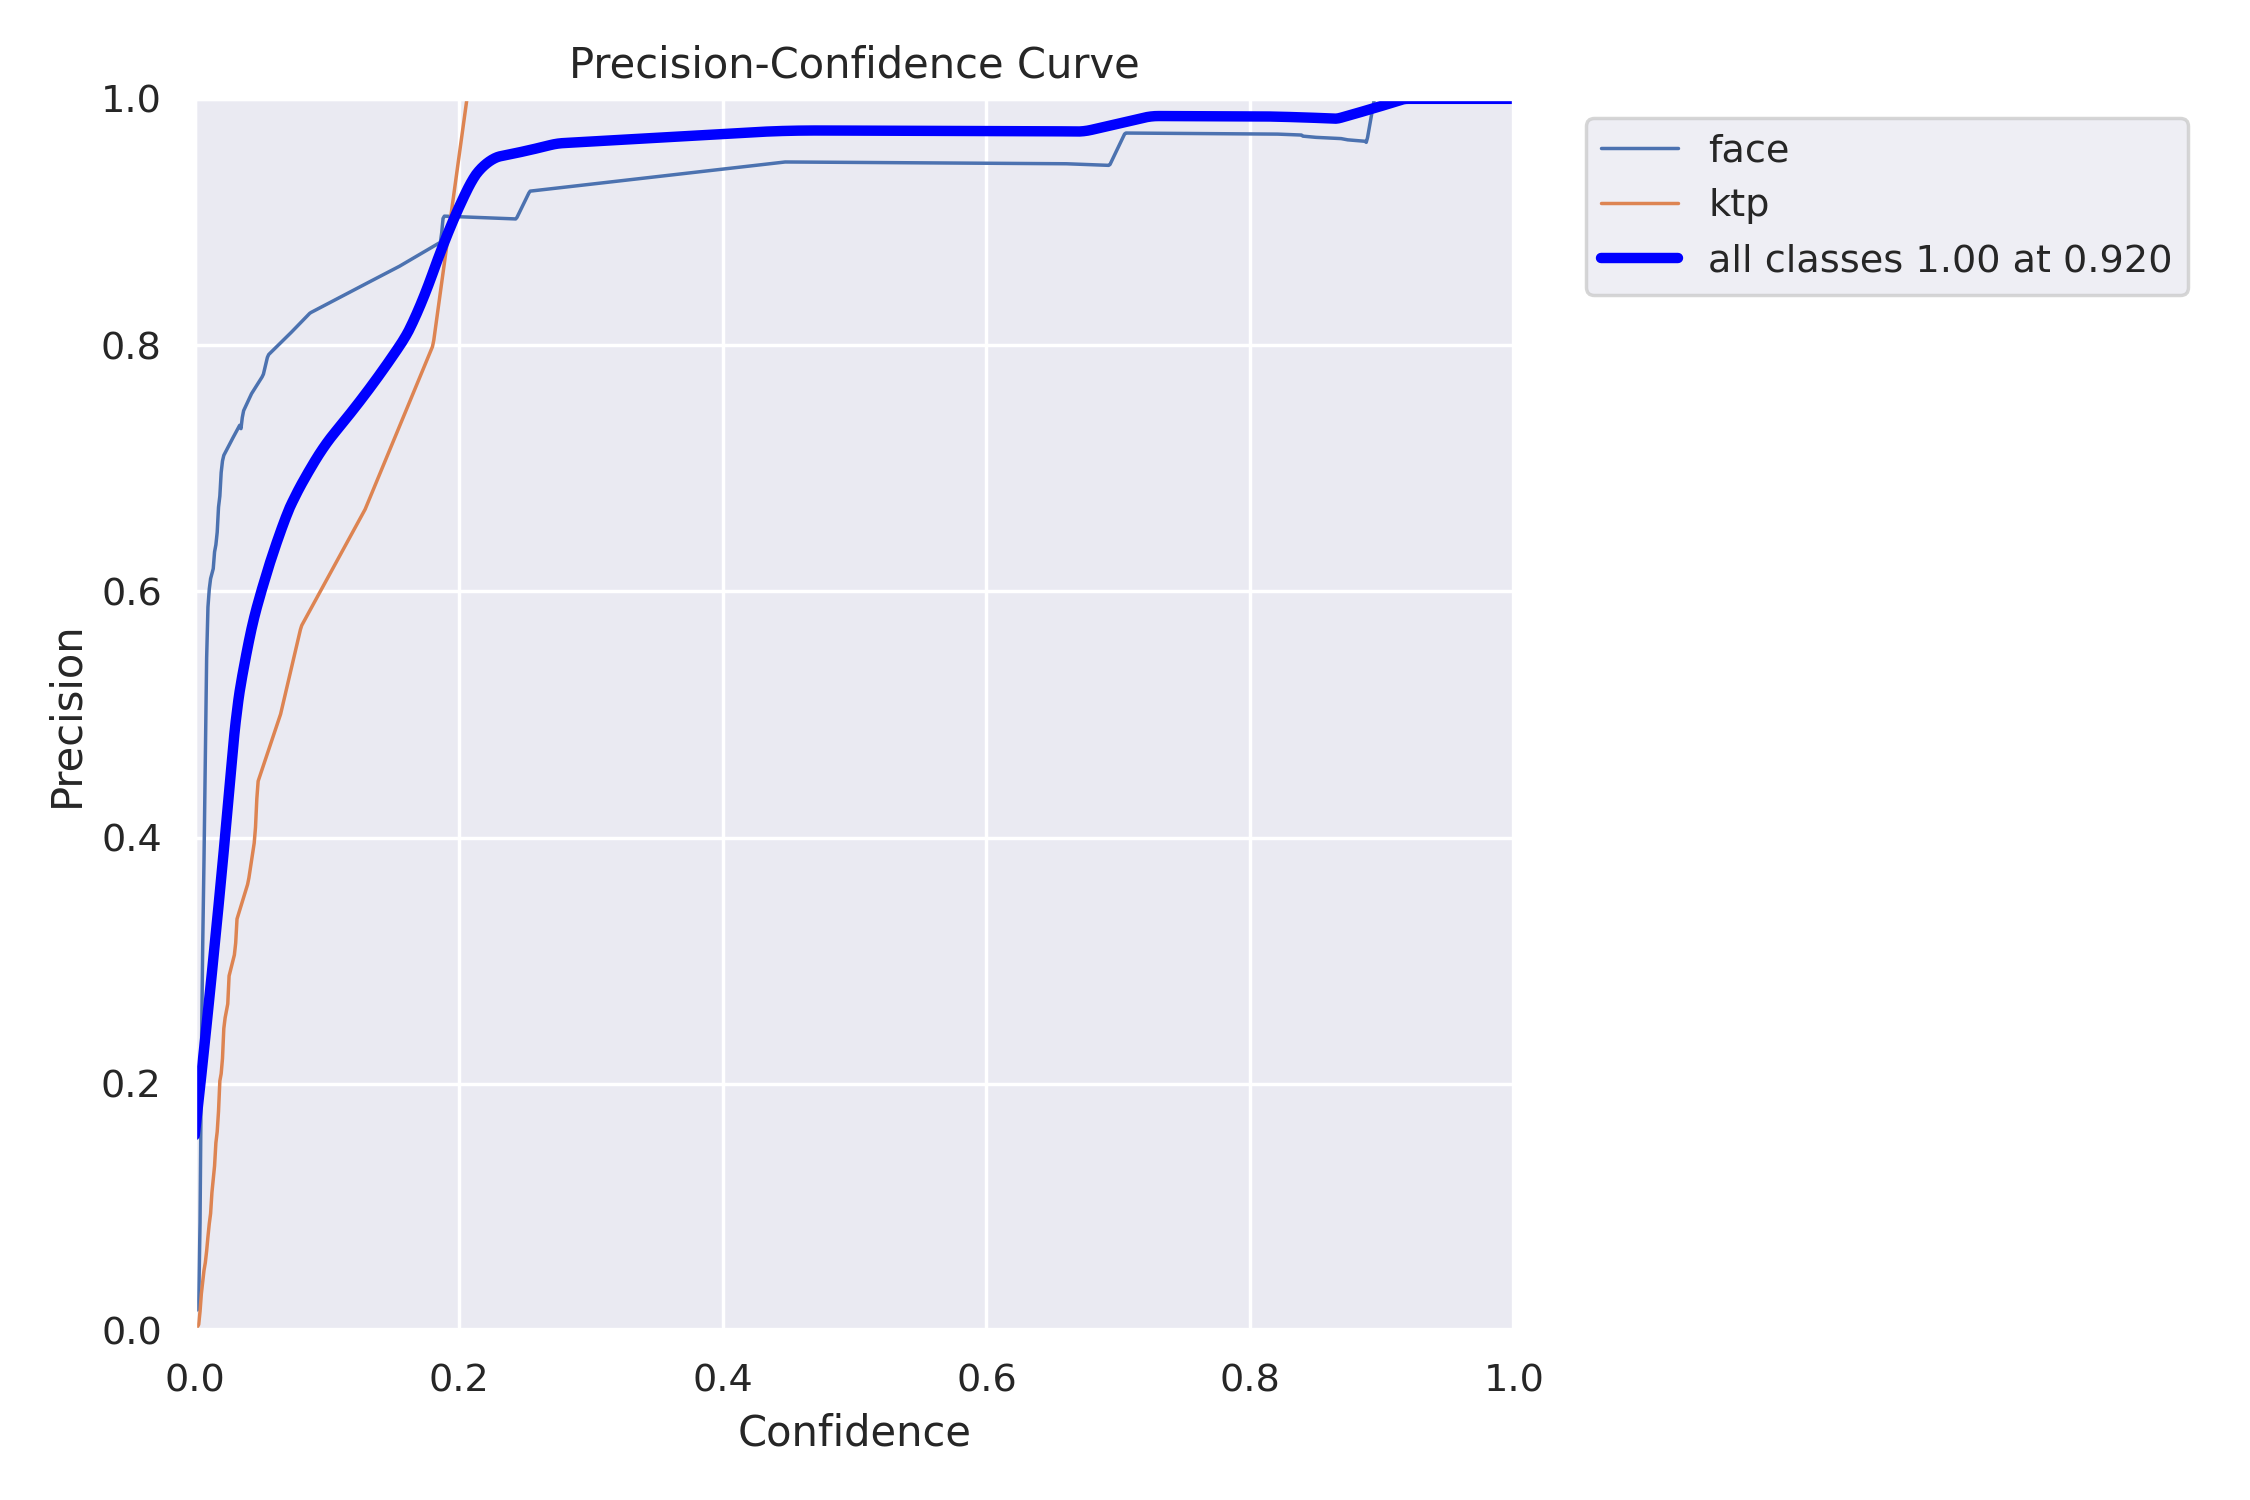 Precision-Confidence Curve
1.0
0.8
0.6
0.4
0.2
0.0
Precision
0.0 0.2 0.4 0.6 0.8 1.0
Confidence
face
ktp
all classes 1.00 at 0.920